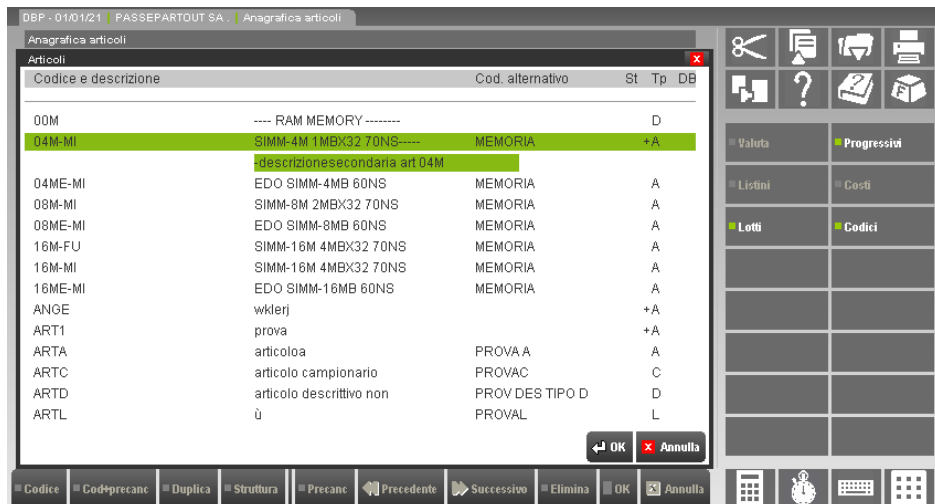 DBP - 01/01/21 PASSEPARTOUT SA . Anagrafica articoli
Anagrafica articoli
Articoli
Codice e descrizione Cod. alternativo St Tp DB
00M ---- RAM MEMORY -------- D
04M-MI SIMM-4M 1MBX32 70NS----- MEMORIA +A
-descrizionesecondaria art 04M
04ME-MI EDO SIMM-4MB 60NS MEMORIA A
08M-MI SIMM-8M 2MBX32 70NS MEMORIA A
08ME-MI EDO SIMM-8MB 60NS MEMORIA A
16M-FU SIMM-16M 4MBX32 70NS MEMORIA A
16M-MI SIMM-16M 4MBX32 70NS MEMORIA A
16ME-MI EDO SIMM-16MB 60NS MEMORIA A
ANGE wklerj +A
ART1 prova +A
ARTA articoloa PROVA A A
ARTC articolo campionario PROVAC C
ARTD articolo descrittivo non PROV DES TIPO D D
ARTL ù PROVAL L
OK X Annulla
Valuta Progressivi
Listini Costi
Lotti Codici
Codice Cod+precanc Duplica Struttura Precanc Precedente Successivo Elimina OK Annulla